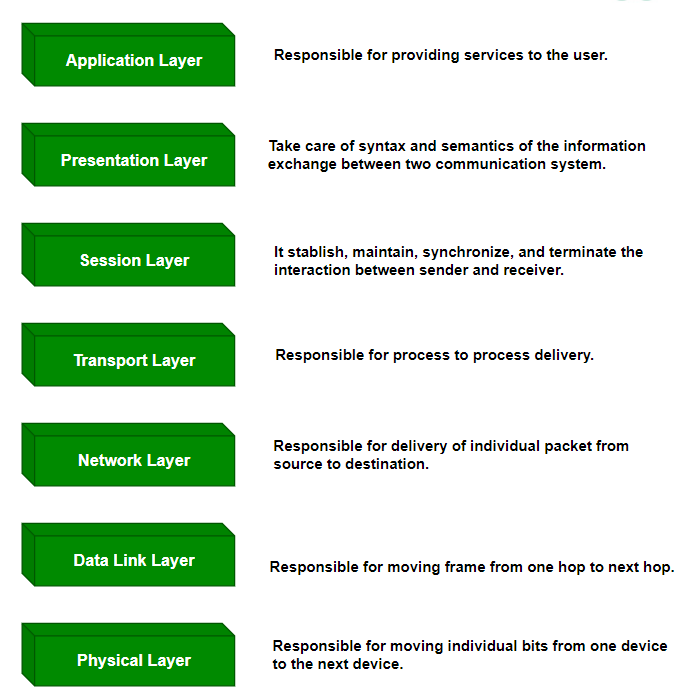 Application Layer
Responsible for providing services to the user.
Presentation Layer
Take care of syntax and semantics of the information
exchange between two communication system.
Session Layer
It stablish, maintain, synchronize, and terminate the
interaction between sender and receiver.
Transport Layer
Responsible for process to process delivery.
Network Layer
Responsible for delivery of individual packet from
source to destination.
Data Link Layer
Responsible for moving frame from one hop to next hop.
Physical Layer
Responsible for moving individual bits from one device
to the next device.